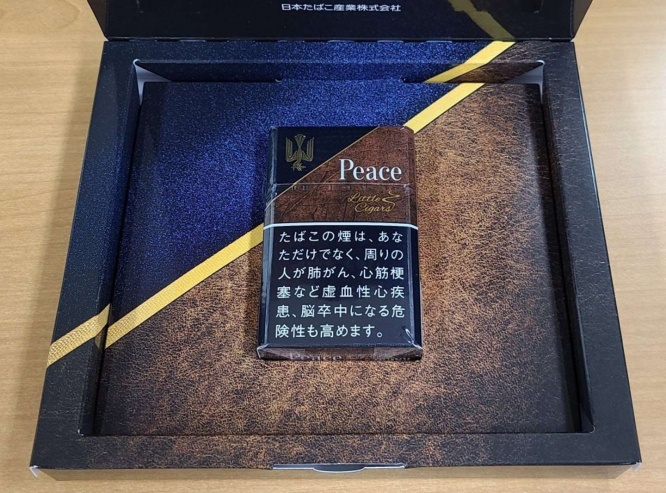 日本たばこ産業株式会社
Peace
Little
Cigars
たばこの煙は、あな
ただけでなく、周りの
人が肺がん、心筋梗
塞など虚血性心疾
患、脳卒中になる危
険性も高めます。